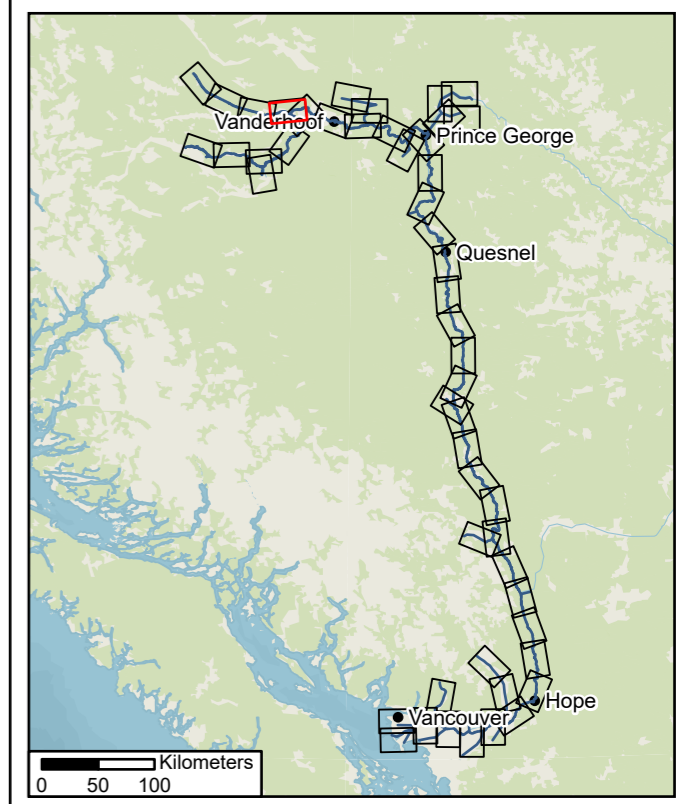 Vanderhoof
Prince George
Quesnel
Hope
Vancouver
Kilometers
0 50 100